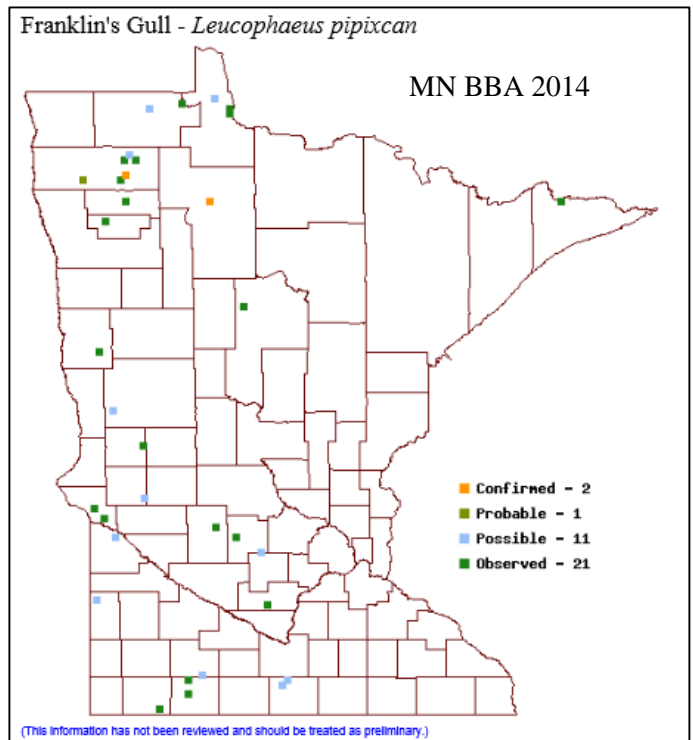 Franklin's Gull - Leucophaeus pipixcan
MN BBA 2014
Confirmed - 2
Probable - 1
Possible - 11
Observed - 21
(This information has not been reviewed and should be treated as preliminary.)